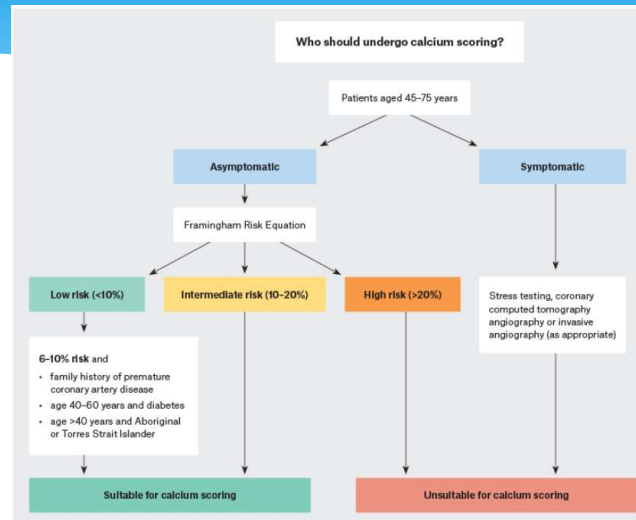 Who should undergo calcium scoring?
Patients aged 45–75 years
Asymptomatic
Symptomatic
Framingham Risk Equation
Low risk (<10%)
Intermediate risk (10–20%)
High risk (>20%)
Stress testing, coronary
computed tomography
angiography or invasive
angiography (as appropriate)
6–10% risk and
• family history of premature
coronary artery disease
• age 40–60 years and diabetes
• age >40 years and Aboriginal
or Torres Strait Islander
Suitable for calcium scoring
Unsuitable for calcium scoring